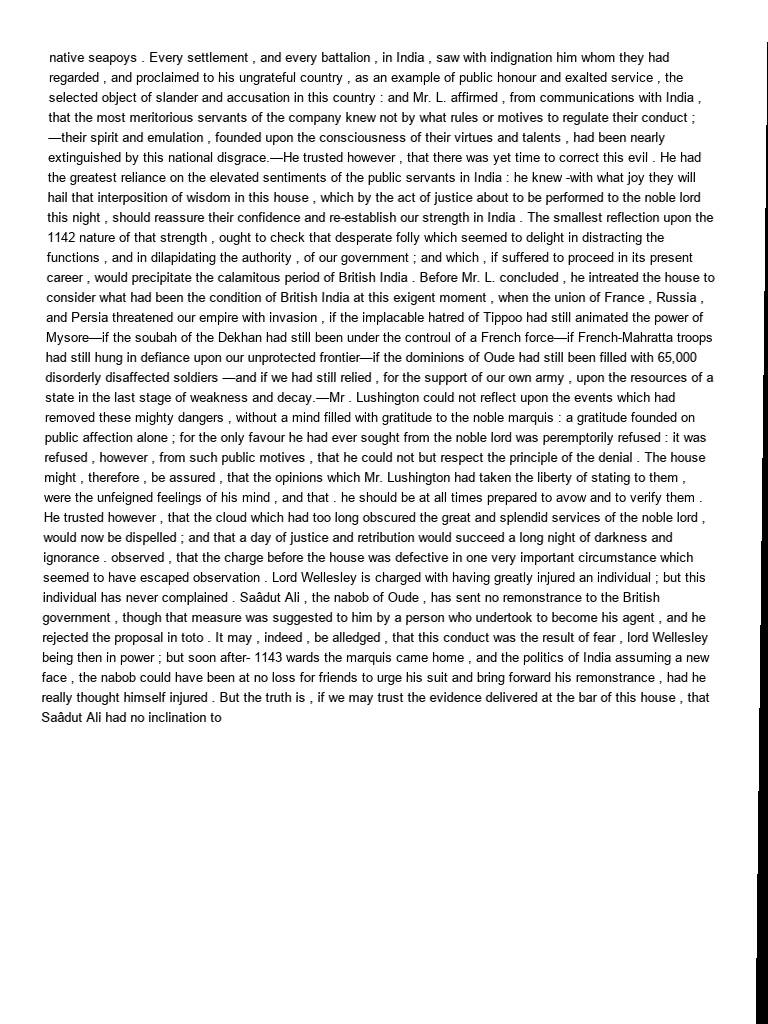 native seapoys . Every settlement , and every battalion , in India , saw with indignation him whom they had
regarded , and proclaimed to his ungrateful country , as an example of public honour and exalted service , the
selected object of slander and accusation in this country : and Mr. L. affirmed , from communications with India ,
that the most meritorious servants of the company knew not by what rules or motives to regulate their conduct ;
—their spirit and emulation , founded upon the consciousness of their virtues and talents , had been nearly
extinguished by this national disgrace.—He trusted however , that there was yet time to correct this evil . He had
the greatest reliance on the elevated sentiments of the public servants in India : he knew -with what joy they will
hail that interposition of wisdom in this house , which by the act of justice about to be performed to the noble lord
this night , should reassure their confidence and re-establish our strength in India . The smallest reflection upon the
1142 nature of that strength , ought to check that desperate folly which seemed to delight in distracting the
functions , and in dilapidating the authority , of our government ; and which , if suffered to proceed in its present
career , would precipitate the calamitous period of British India . Before Mr. L. concluded , he intreated the house to
consider what had been the condition of British India at this exigent moment , when the union of France , Russia ,
and Persia threatened our empire with invasion , if the implacable hatred of Tippoo had still animated the power of
Mysore—if the soubah of the Dekhan had still been under the controul of a French force—if French-Mahratta troops
had still hung in defiance upon our unprotected frontier—if the dominions of Oude had still been filled with 65,000
disorderly disaffected soldiers —and if we had still relied , for the support of our own army , upon the resources of a
state in the last stage of weakness and decay.—Mr . Lushington could not reflect upon the events which had
removed these mighty dangers , without a mind filled with gratitude to the noble marquis : a gratitude founded on
public affection alone ; for the only favour he had ever sought from the noble lord was peremptorily refused : it was
refused , however , from such public motives , that he could not but respect the principle of the denial . The house
might , therefore , be assured , that the opinions which Mr. Lushington had taken the liberty of stating to them ,
were the unfeigned feelings of his mind , and that . he should be at all times prepared to avow and to verify them .
He trusted however , that the cloud which had too long obscured the great and splendid services of the noble lord ,
would now be dispelled ; and that a day of justice and retribution would succeed a long night of darkness and
ignorance . observed , that the charge before the house was defective in one very important circumstance which
seemed to have escaped observation . Lord Wellesley is charged with having greatly injured an individual ; but this
individual has never complained . Saâdut Ali , the nabob of Oude , has sent no remonstrance to the British
government , though that measure was suggested to him by a person who undertook to become his agent , and he
rejected the proposal in toto . It may , indeed , be alledged , that this conduct was the result of fear , lord Wellesley
being then in power ; but soon after- 1143 wards the marquis came home , and the politics of India assuming a new
face , the nabob could have been at no loss for friends to urge his suit and bring forward his remonstrance , had he
really thought himself injured . But the truth is , if we may trust the evidence delivered at the bar of this house , that
Saâdut Ali had no inclination to